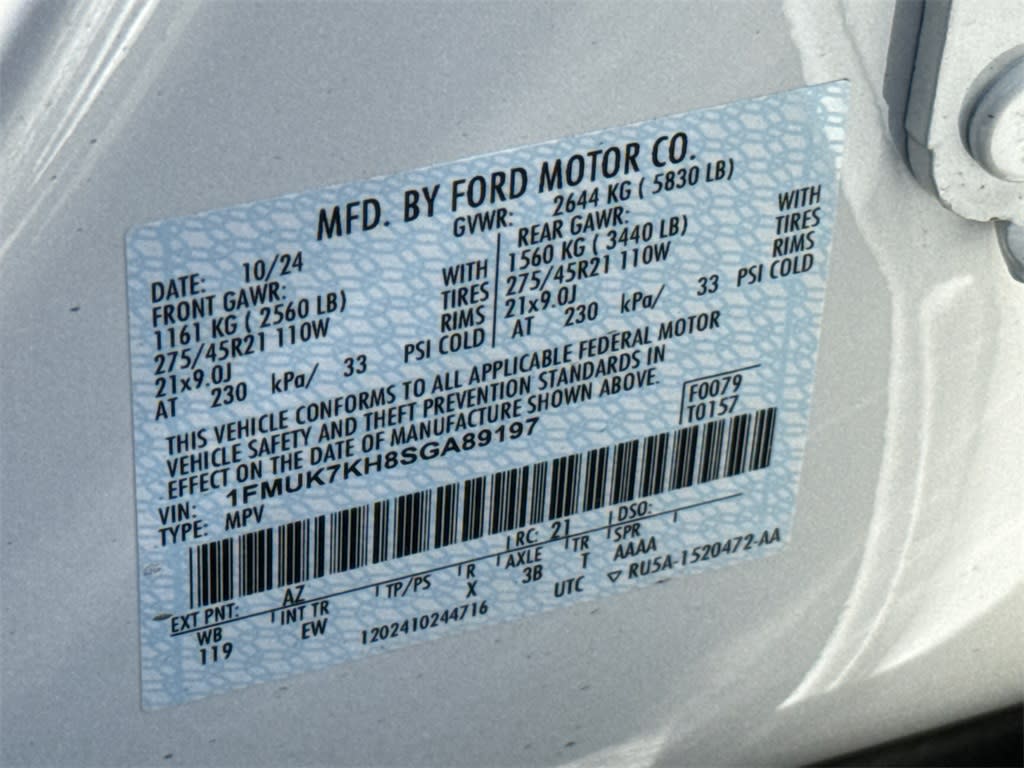 MFD. BY FORD MOTOR CO.
DATE: 10/24
GVWR: 2644 KG ( 5830 LB)
FRONT GAWR:
1161 KG ( 2560 LB) WITH
275/45R21 110W TIRES
21x9.0J RIMS
AT 230 kPa/ 33 PSI COLD
REAR GAWR:
1560 KG ( 3440 LB) WITH
275/45R21 110W TIRES
21x9.0J RIMS
AT 230 kPa/ 33 PSI COLD
THIS VEHICLE CONFORMS TO ALL APPLICABLE FEDERAL MOTOR
VEHICLE SAFETY AND THEFT PREVENTION STANDARDS IN
EFFECT ON THE DATE OF MANUFACTURE SHOWN ABOVE.
F0079
T0157
VIN: 1FMUK7KH8SGA89197
TYPE: MPV
EXT PNT: AZ RC: 21 DSO:
WB INT TR TP/PS R AXLE TR SPR
119 EW X 3B T AAAA
1202410244716 UTC ▽ RU5A-1520472-AA